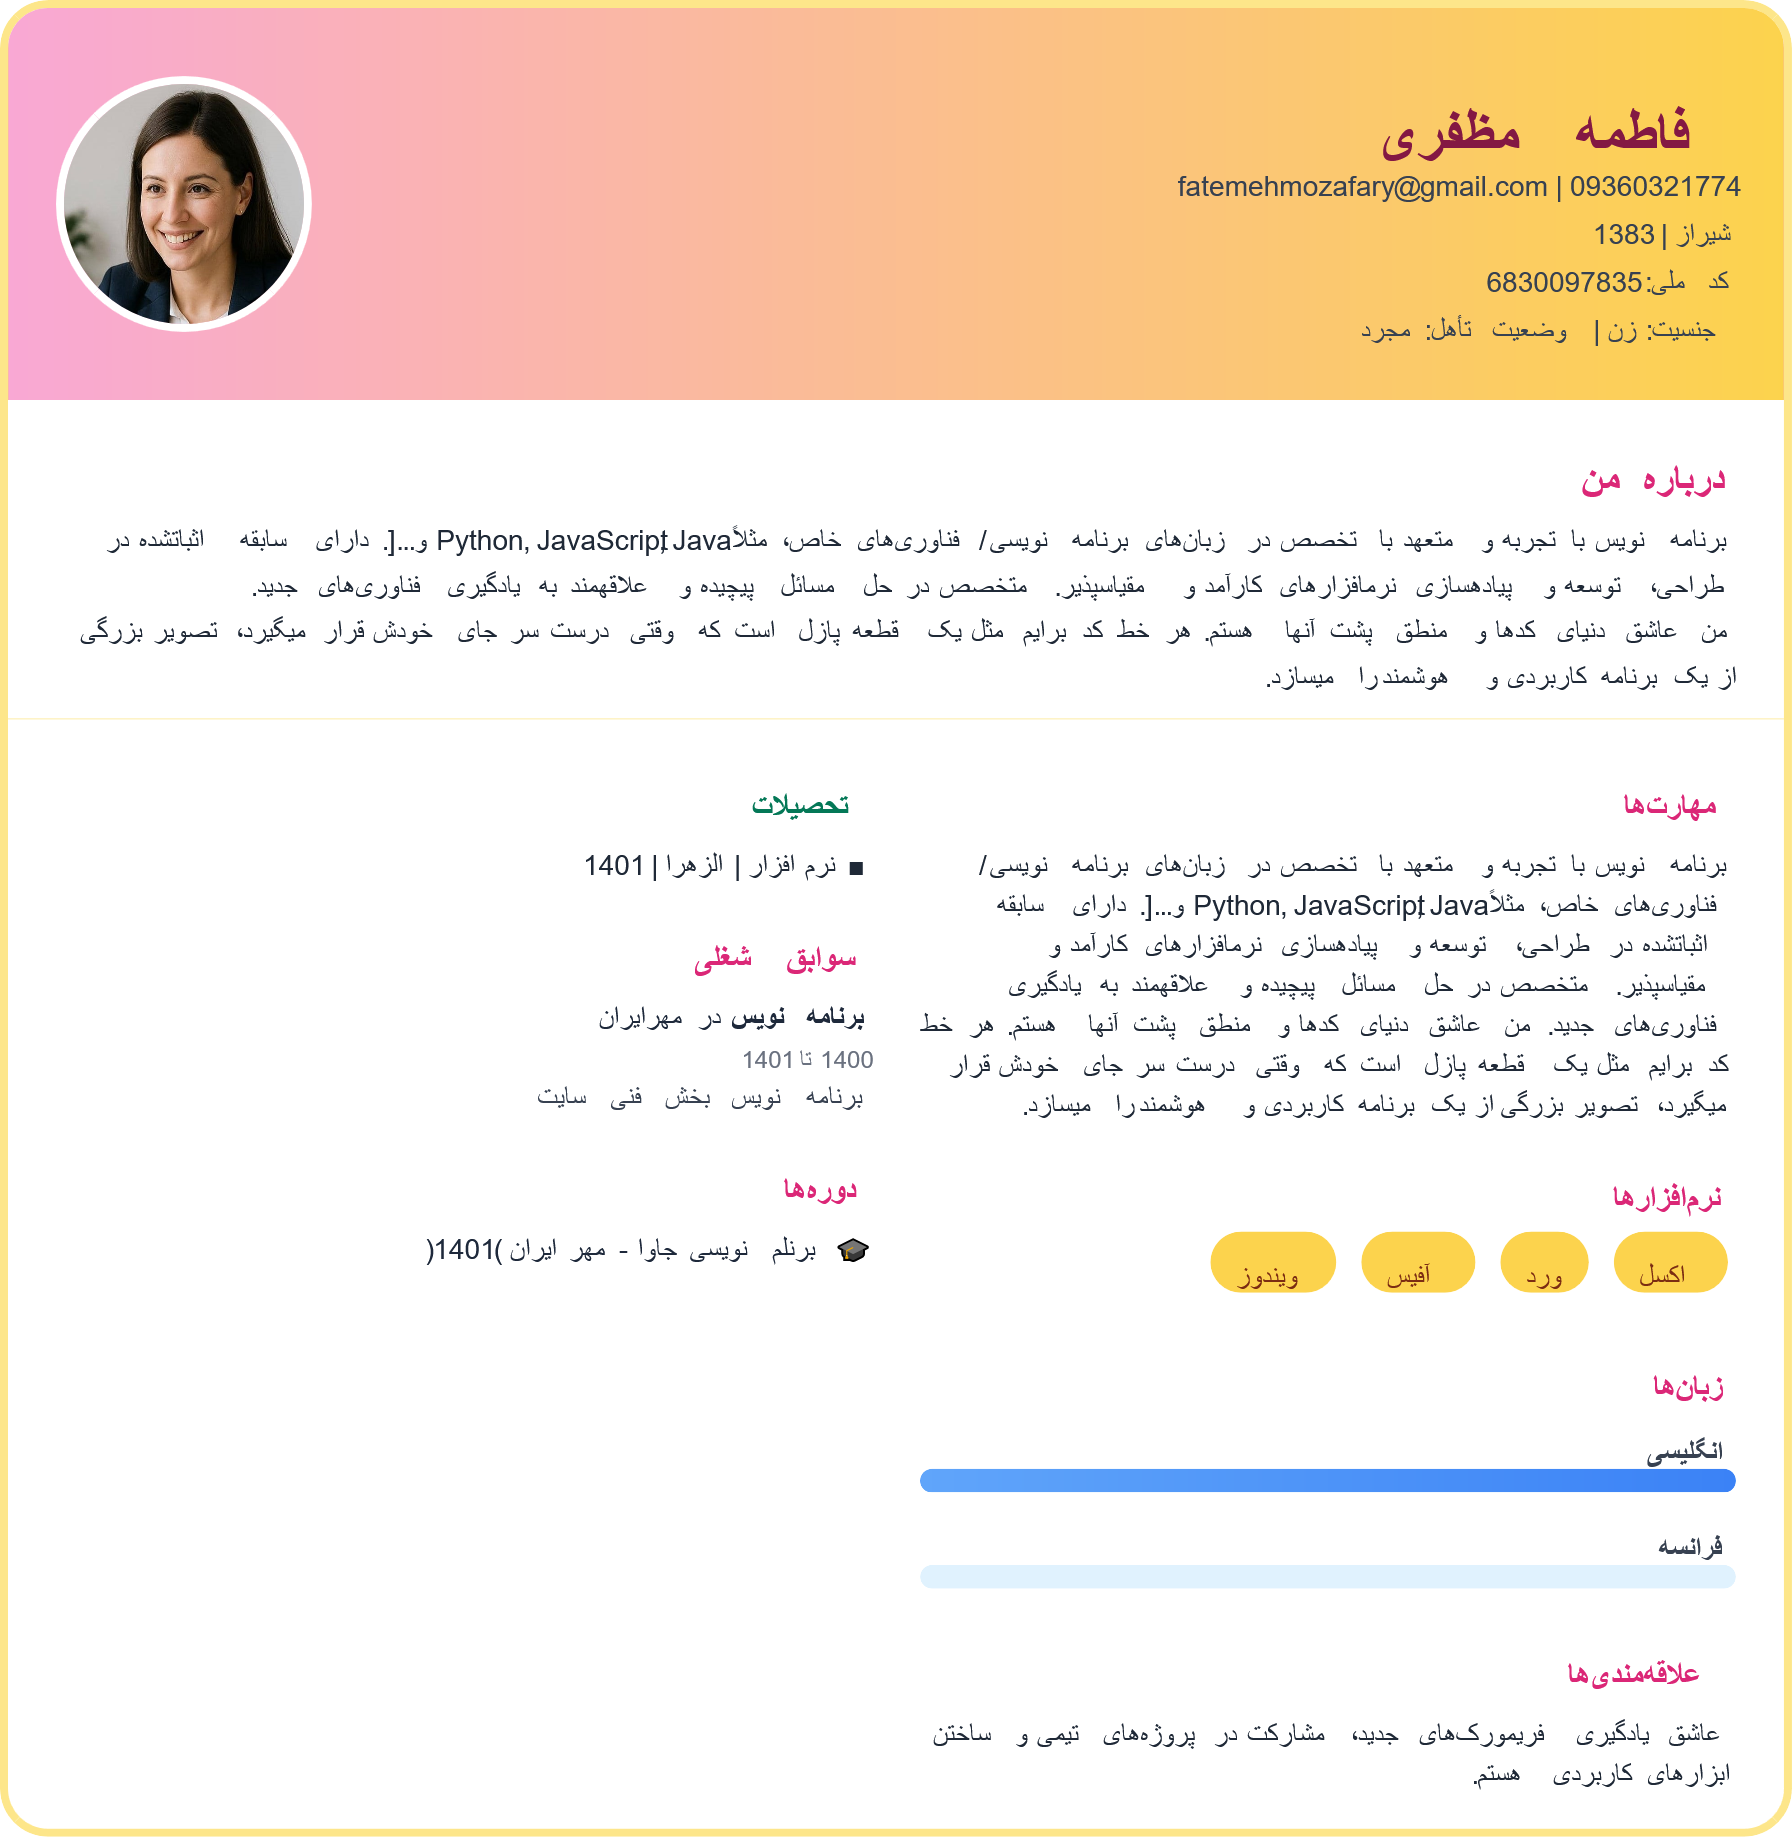 فاطمه مظفری
fatemehmozafary@gmail.com | 09360321774
شیراز | 1383
کد ملی: 6830097835
جنسیت: زن | وضعیت تأهل: مجرد
درباره من
برنامه نویس با تجربه و متعهد با تخصص در زبان‌های برنامه نویسی/ فناوری‌های خاص، مثلاً Python, JavaScript, Java و...]. دارای سابقه اثباتشده در
طراحی، توسعه و پیادهسازی نرمافزارهای کارآمد و مقیاسپذیر. متخصص در حل مسائل پیچیده و علاقهمند به یادگیری فناوری‌های جدید.
من عاشق دنیای کدها و منطق پشت آنها هستم. هر خط کد برایم مثل یک قطعه پازل است که وقتی درست سر جای خودش قرار میگیرد، تصویر بزرگی
از یک برنامه کاربردی و هوشمند را میسازد.
مهارت‌ها
برنامه نویس با تجربه و متعهد با تخصص در زبان‌های برنامه نویسی/
فناوری‌های خاص، مثلاً Python, JavaScript, Java و...]. دارای سابقه
اثباتشده در طراحی، توسعه و پیادهسازی نرمافزارهای کارآمد و
مقیاسپذیر. متخصص در حل مسائل پیچیده و علاقهمند به یادگیری
فناوری‌های جدید. من عاشق دنیای کدها و منطق پشت آنها هستم. هر خط
کد برایم مثل یک قطعه پازل است که وقتی درست سر جای خودش قرار
میگیرد، تصویر بزرگی از یک برنامه کاربردی و هوشمند را میسازد.
نرم‌افزارها
اکسل
ورد
آفیس
ویندوز
زبان‌ها
انگلیسی
فرانسه
علاقه‌مندی‌ها
عاشق یادگیری فریمورک‌های جدید، مشارکت در پروژه‌های تیمی و ساختن
ابزارهای کاربردی هستم.
تحصیلات
▪ نرم افزار | الزهرا | 1401
سوابق شغلی
برنامه نویس در مهرایران
1400 تا 1401
برنامه نویس بخش فنی سایت
دوره‌ها
🎓 برنلم نویسی جاوا - مهر ایران (1401)